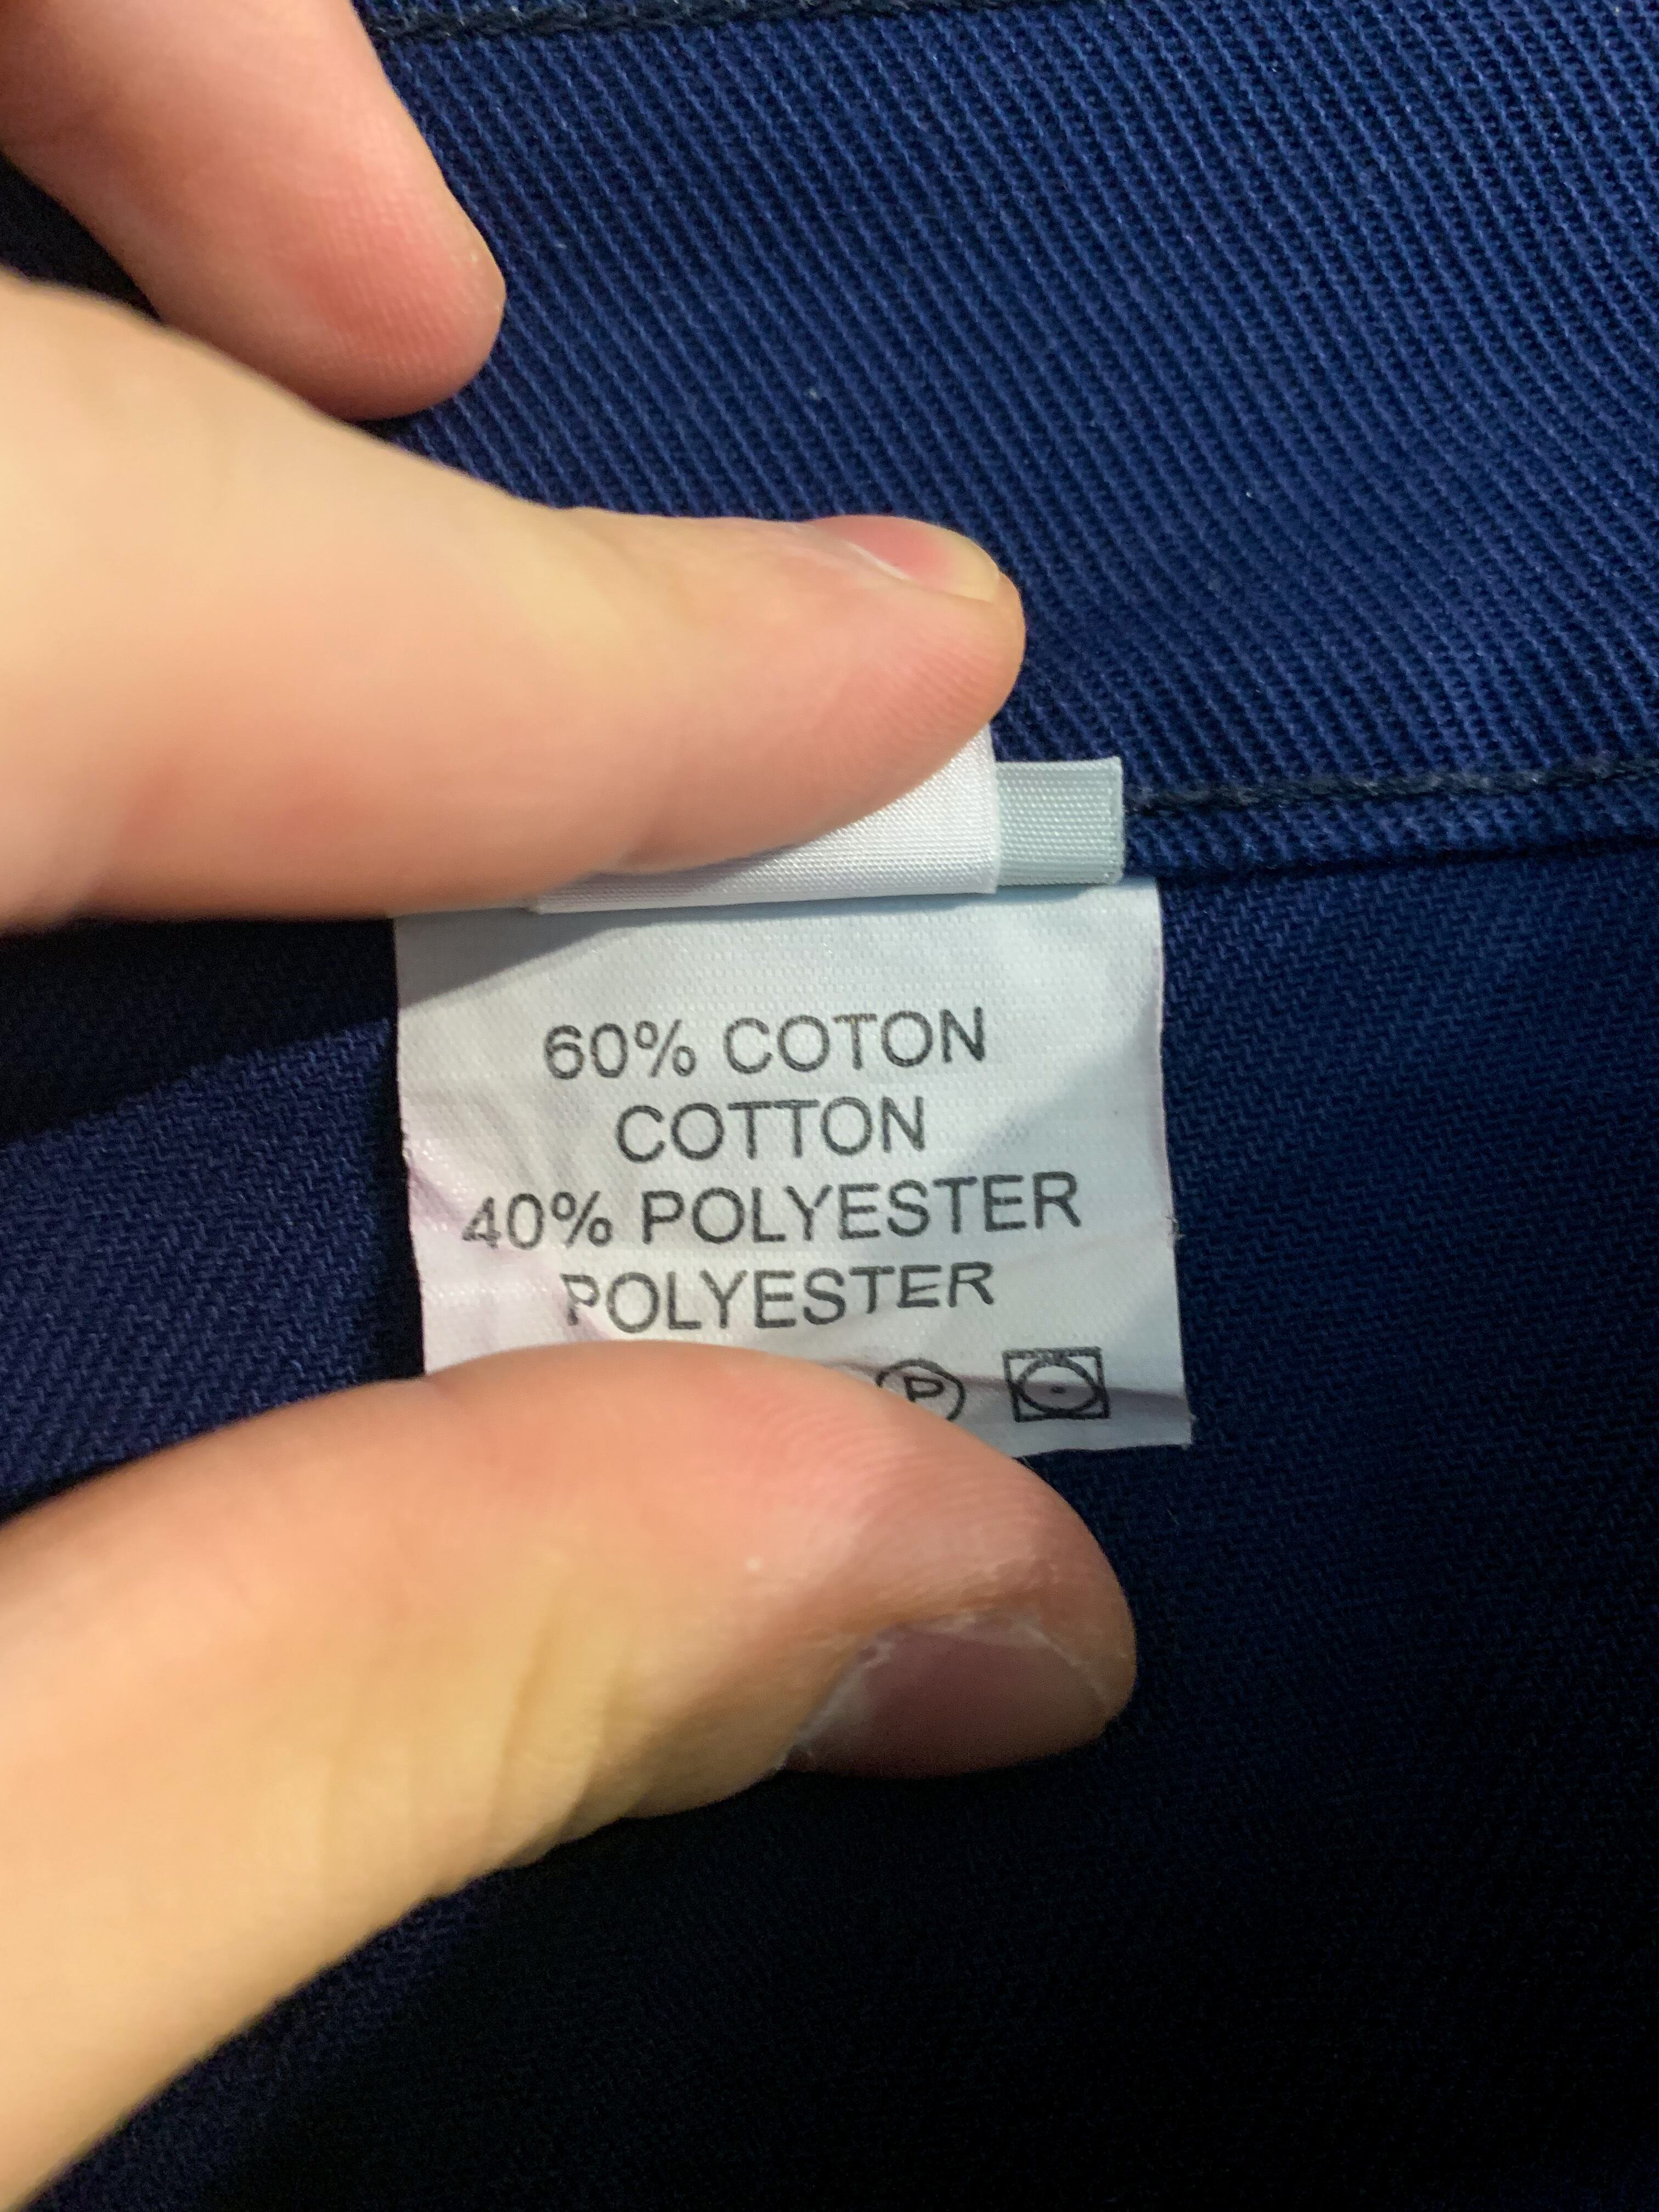 60% COTON
COTTON
40% POLYESTER
POLYESTER
P